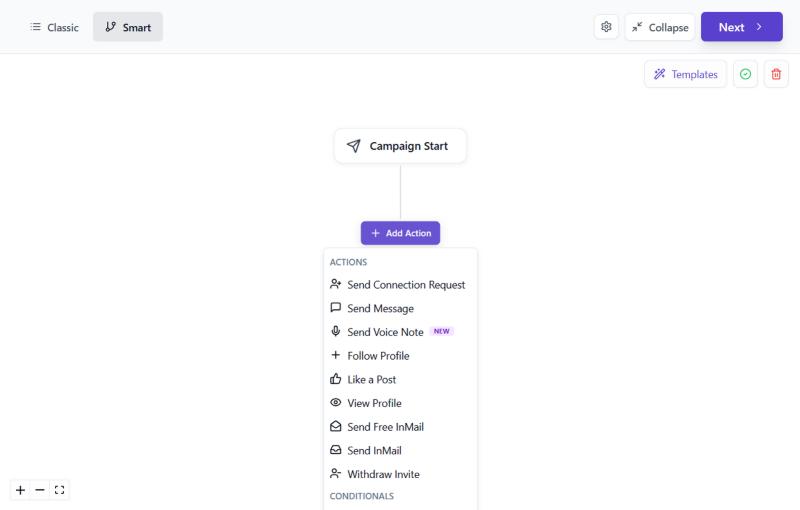 Classic
Smart
Collapse
Next
Templates
Campaign Start
Add Action
ACTIONS
Send Connection Request
Send Message
Send Voice Note NEW
Follow Profile
Like a Post
View Profile
Send Free InMail
Send InMail
Withdraw Invite
CONDITIONALS